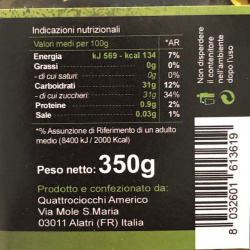 Indicazioni nutrizionali
Valori medi per 100g *AR
Energia kJ 569 - kcal 134 7%
Grassi 0g 0%
- di cui saturi: 0g 0%
Carboidrati 31g 12%
- di cui zuccheri: 31g 34%
Proteine 0.9g 2%
Sale 0.03g 1%
*% Assunzione di Riferimento di un adulto
medio (8400 kJ / 2000 Kcal)
Peso netto: 350g
Prodotto e confezionato da:
Quattrociocchi Americo
Via Mole S.Maria
03011 Alatri (FR) Italia
Non disperdere
il contenitore
nell'ambiente
dopo l'uso
8 032601 613619